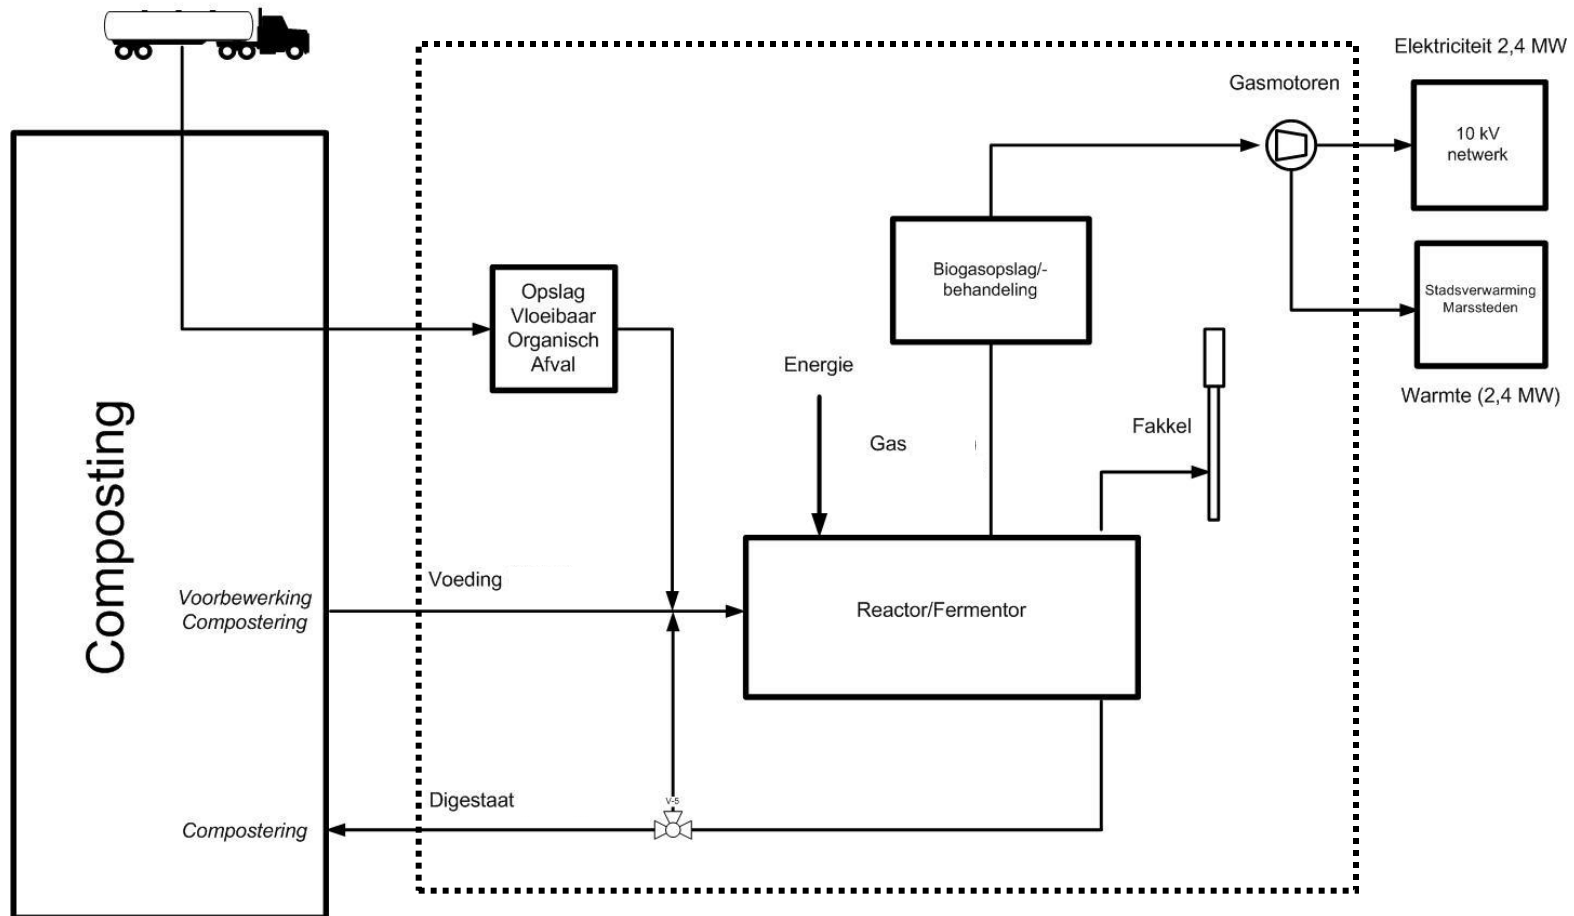 Elektriciteit 2,4 MW
Gasmotoren
10 kV
netwerk
Biogasopslag/-
behandeling
Opslag
Vloeibaar
Organisch
Afval
Stadsverwarming
Marssteden
Energie
Warmte (2,4 MW)
Fakkel
Gas
Composting
Voeding
Voorbewerking
Compostering
Reactor/Fermentor
Digestaat
V-5
Compostering